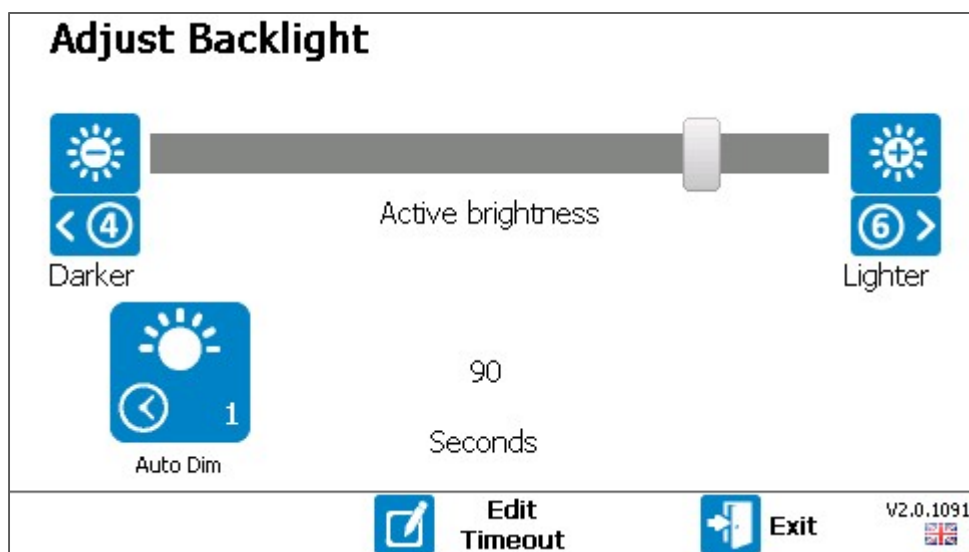 Adjust Backlight
4
Active brightness
6
Darker
Lighter
90
1
Seconds
Auto Dim
Edit
Timeout
Exit
V2.0.1091